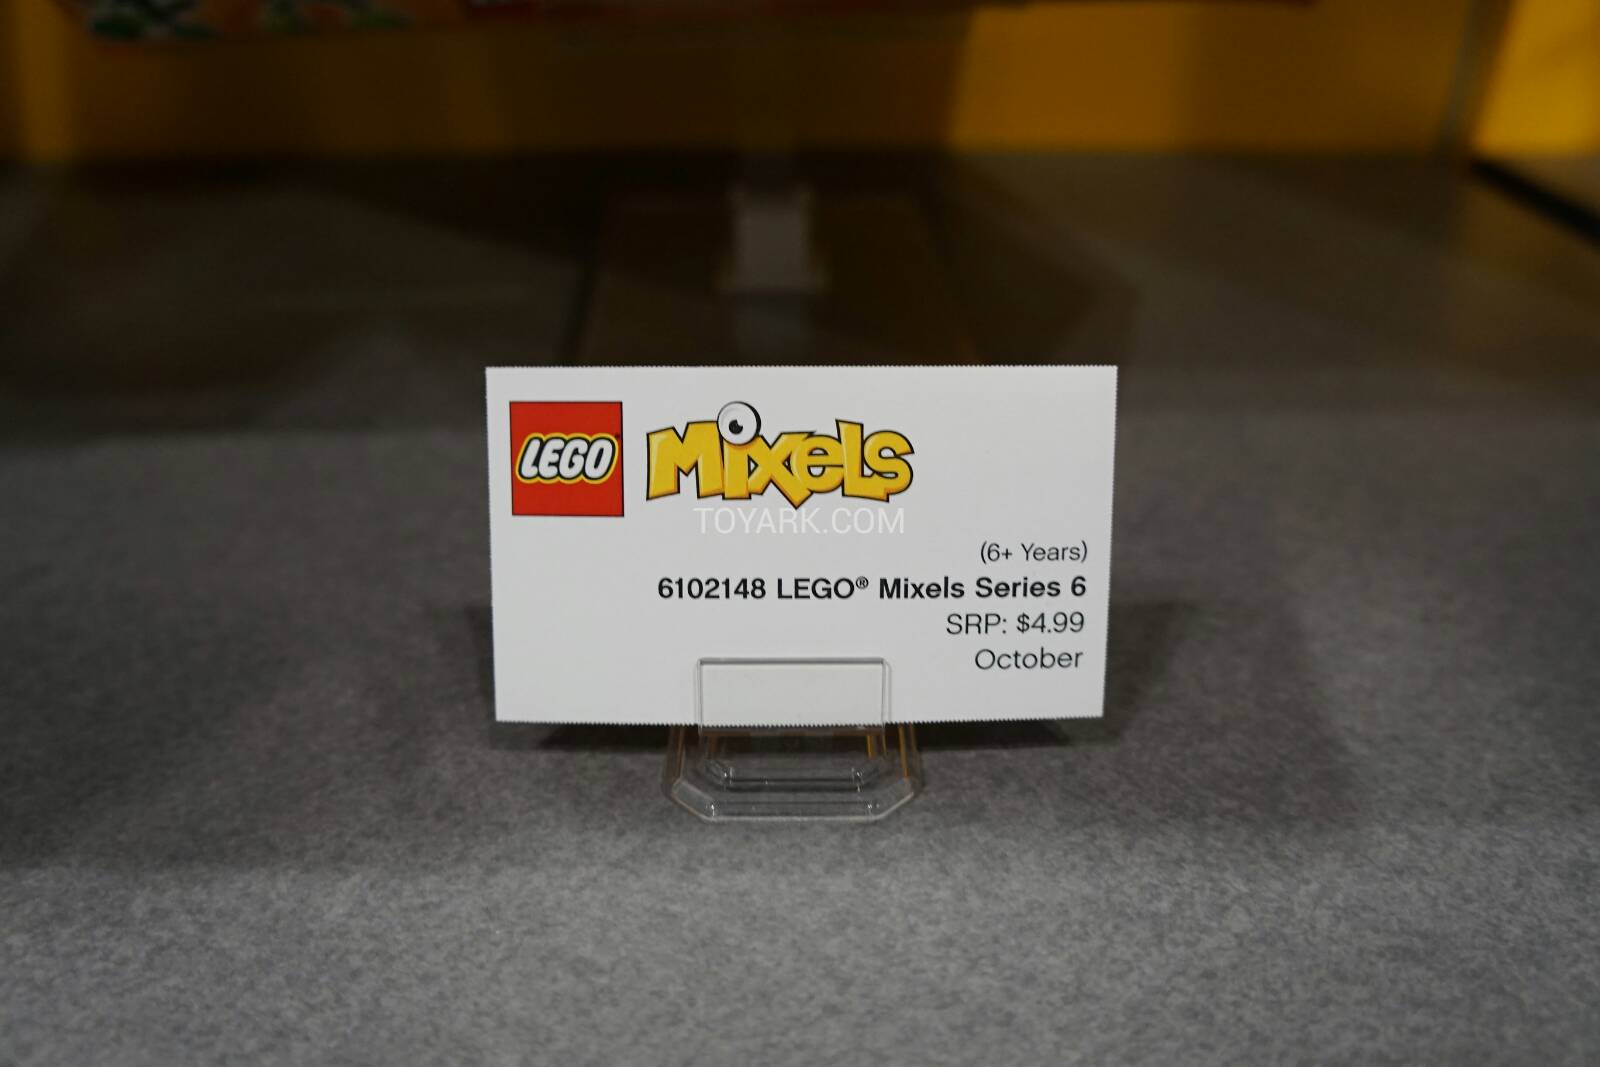 LEGO Mixels
TOYARK.COM
(6+ Years)
6102148 LEGO® Mixels Series 6
SRP: $4.99
October